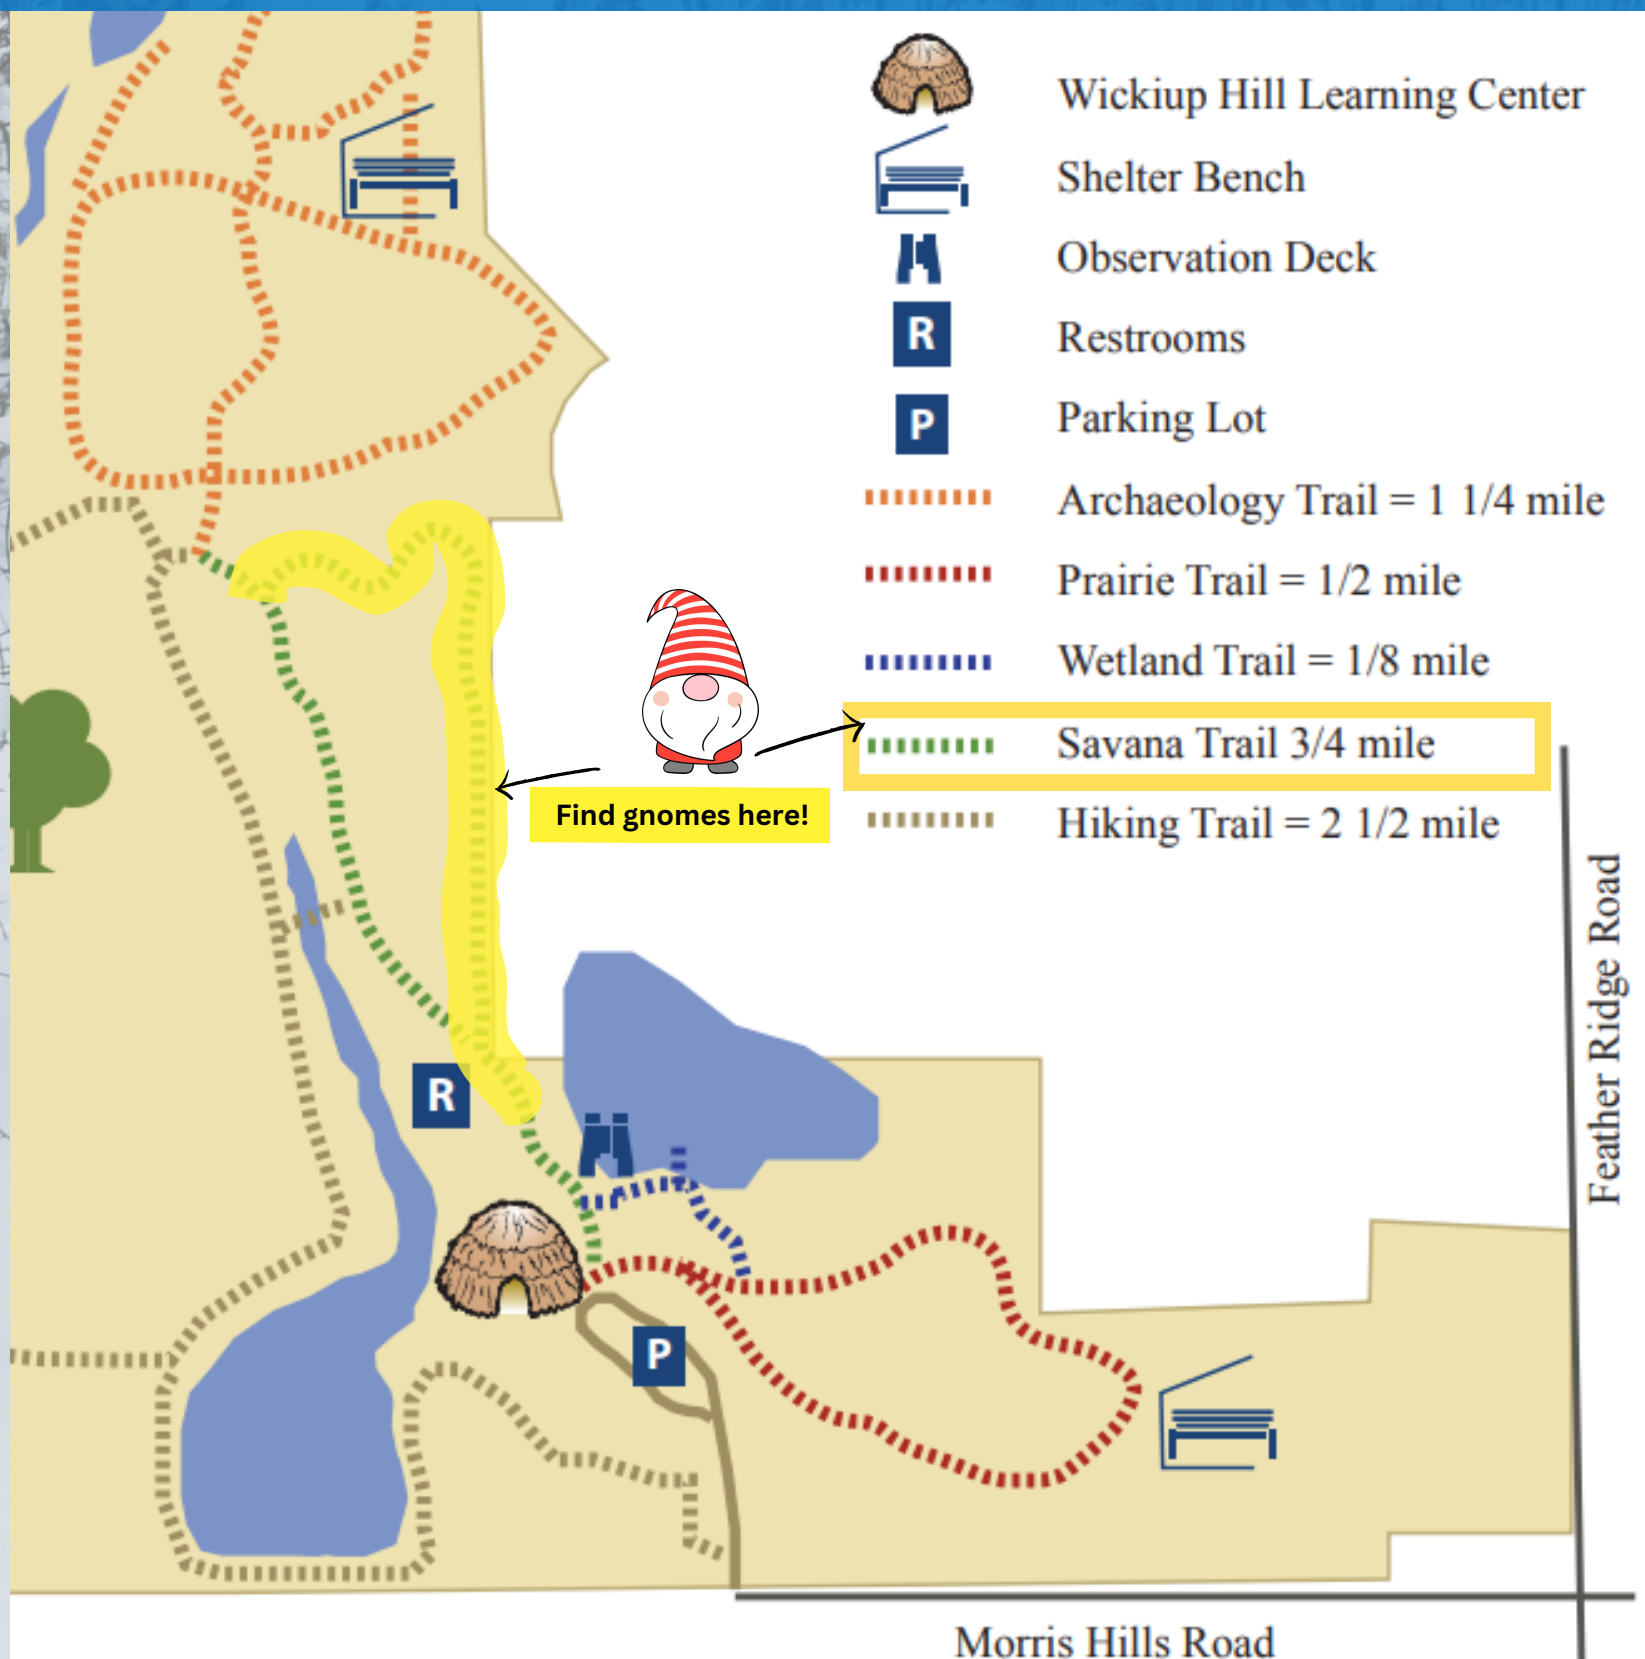 Wickiup Hill Learning Center
Shelter Bench
Observation Deck
R Restrooms
P Parking Lot
Archaeology Trail = 1 1/4 mile
Prairie Trail = 1/2 mile
Wetland Trail = 1/8 mile
Savana Trail 3/4 mile
Hiking Trail = 2 1/2 mile
Find gnomes here!
Feather Ridge Road
R
P
Morris Hills Road